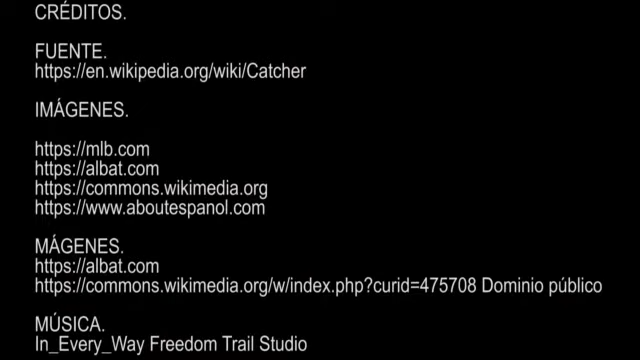 CRÉDITOS.
FUENTE.
https://en.wikipedia.org/wiki/Catcher
IMÁGENES.
https://mlb.com
https://albat.com
https://commons.wikimedia.org
https://www.aboutespanol.com
MÁGENES.
https://albat.com
https://commons.wikimedia.org/w/index.php?curid=475708 Dominio público
MÚSICA.
In_Every_Way Freedom Trail Studio